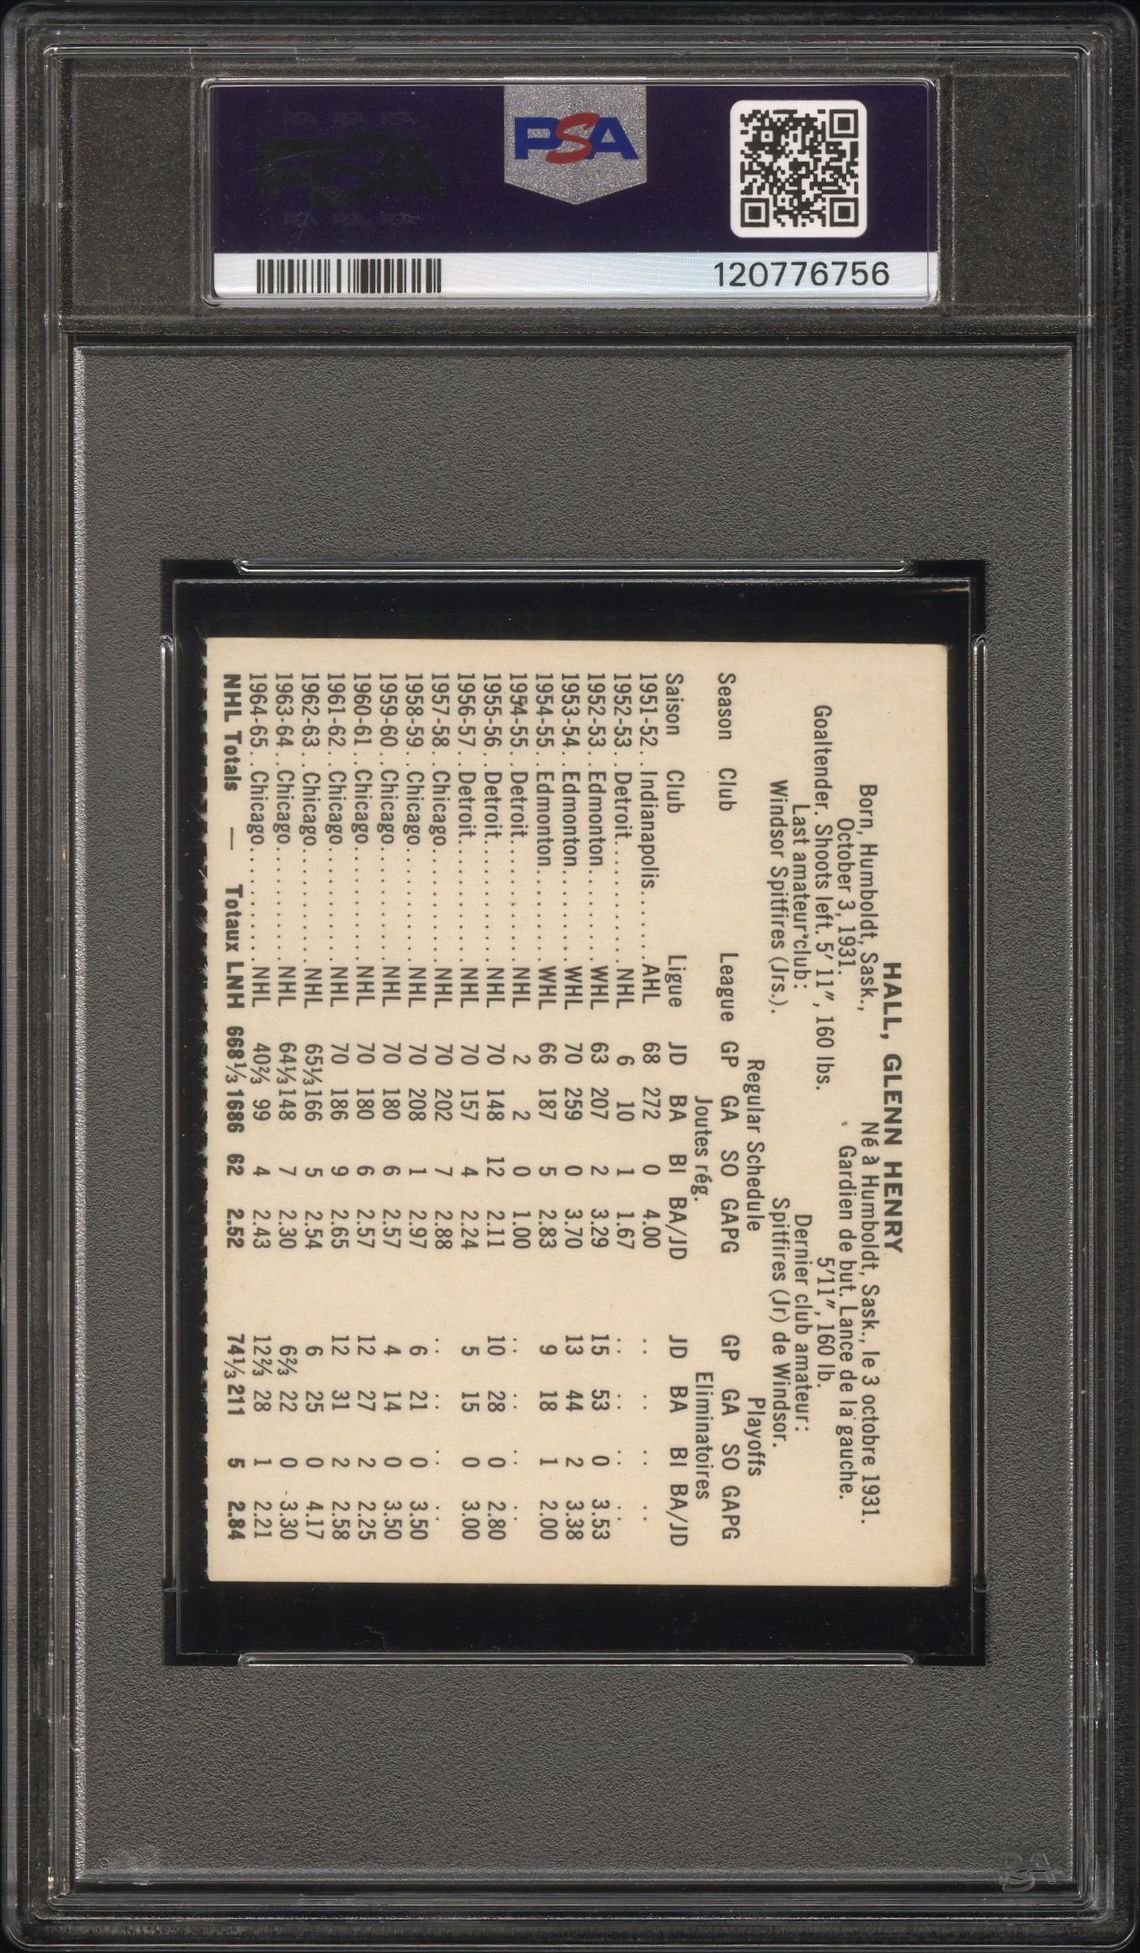 PSA
120776756
HALL, GLENN HENRY
Born, Humboldt, Sask., Né à Humboldt, Sask., le 3 octobre 1931.
October 3, 1931 Gardien de but. Lance de la gauche.
Goaltender. Shoots left. 5' 11", 160 lbs. 5'11", 160 lb.
Last amateur club: Dernier club amateur:
Windsor Spitfires (Jrs.). Spitfires (Jr) de Windsor.
Regular Schedule Playoffs
Season Club League GP GA SO GAPG GP GA SO GAPG
Joutes rég. Eliminatoires
Saison Club Ligue JD BA BI BA/JD JD BA BI BA/JD
1951-52...Indianapolis......AHL 68 272 0 4.00 .. .. .. ..
1952-53...Detroit..........NHL 6 10 1 1.67 .. .. .. ..
1952-53...Edmonton........WHL 63 207 2 3.29 15 53 0 3.53
1953-54...Edmonton........WHL 70 259 0 3.70 13 44 2 3.38
1954-55...Edmonton........WHL 66 187 5 2.83 9 18 1 2.00
1954-55...Detroit..........NHL 2 2 0 1.00 .. .. .. ..
1955-56...Detroit..........NHL 70 148 12 2.11 10 28 0 2.80
1956-57...Detroit..........NHL 70 157 4 2.24 5 15 0 3.00
1957-58...Chicago..........NHL 70 202 7 2.88 .. .. .. ..
1958-59...Chicago..........NHL 70 208 1 2.97 6 21 0 3.50
1959-60...Chicago..........NHL 70 180 6 2.57 4 14 0 3.50
1960-61...Chicago..........NHL 70 180 6 2.57 12 27 2 2.25
1961-62...Chicago..........NHL 70 186 9 2.65 12 31 2 2.58
1962-63...Chicago..........NHL 65⅓ 166 5 2.54 6 25 0 4.17
1963-64...Chicago..........NHL 64⅓ 148 7 2.30 6⅔ 22 0 3.30
1964-65...Chicago..........NHL 40⅔ 99 4 2.43 12⅔ 28 1 2.21
NHL Totals — Totaux LNH 668⅓ 1686 62 2.52 74⅓ 211 5 2.84
PSA